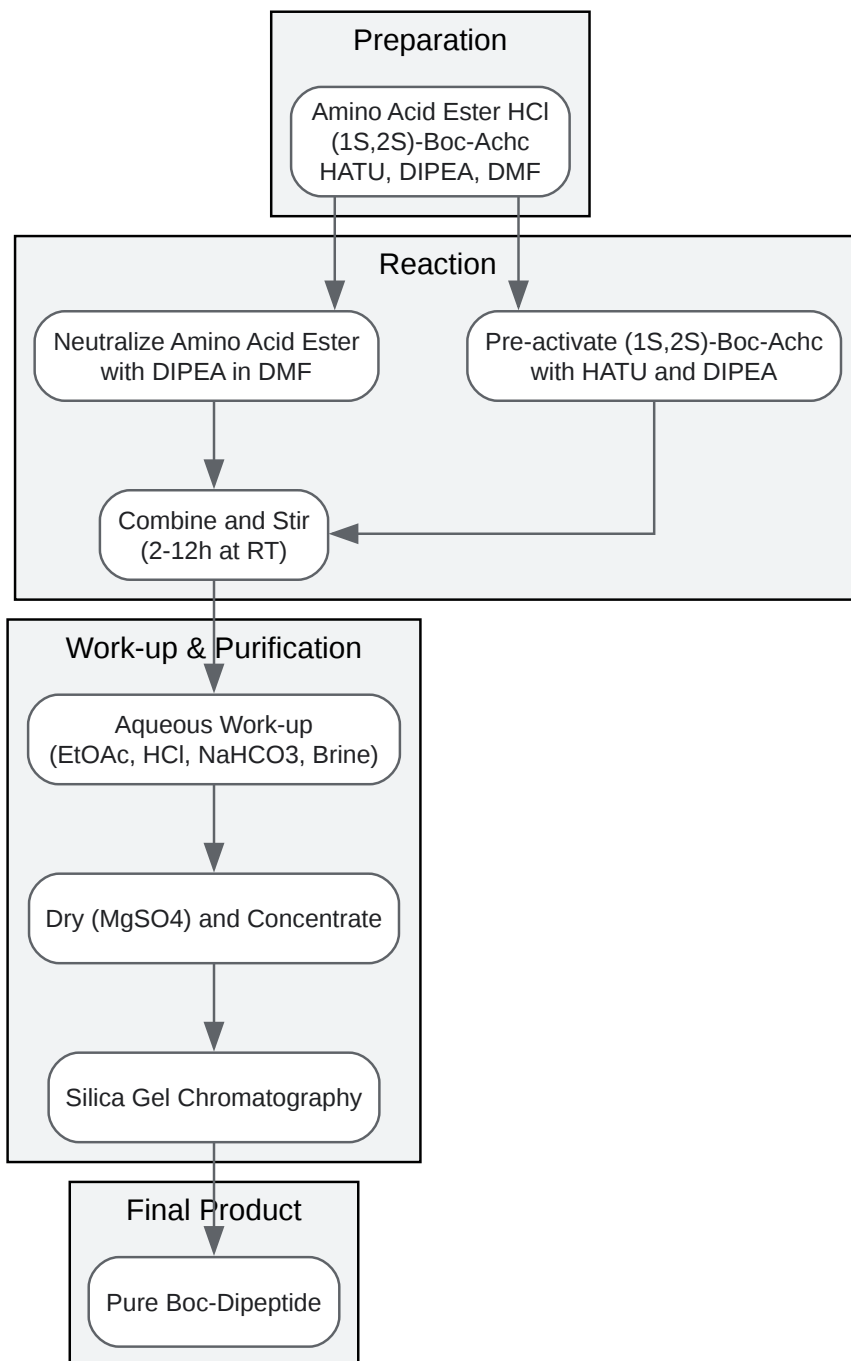 Preparation
Amino Acid Ester HCl
(1S,2S)-Boc-Achc
HATU, DIPEA, DMF
Reaction
Neutralize Amino Acid Ester
with DIPEA in DMF
Pre-activate (1S,2S)-Boc-Achc
with HATU and DIPEA
Combine and Stir
(2-12h at RT)
Work-up & Purification
Aqueous Work-up
(EtOAc, HCl, NaHCO3, Brine)
Dry (MgSO4) and Concentrate
Silica Gel Chromatography
Final Product
Pure Boc-Dipeptide